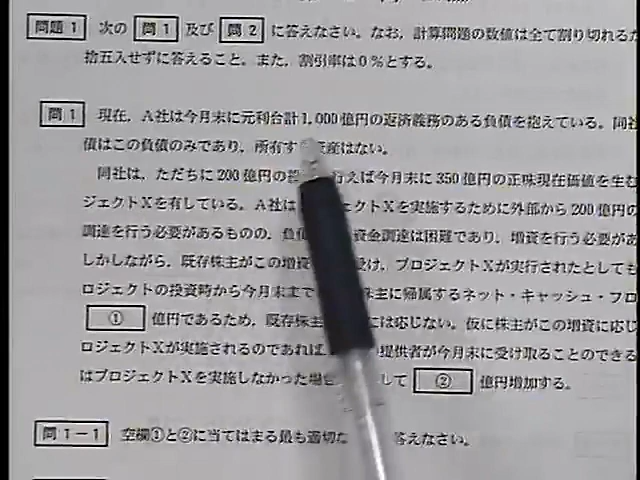 問題1 次の 問1 及び 問2 に答えなさい。なお、計算問題の数値は全て割り切れる
捨五入せずに答えること。また、割引率は0%とする。
問1 現在、A社は今月末に元利合計1,000億円の返済義務のある負債を抱えている。同
債はこの負債のみであり、所有す 産はない。
同社は、ただちに200億円の 行えば今月末に350億円の正味現在価値を生
ジェクトXを有している。A社は ェクトXを実施するために外部から200億円の
調達を行う必要があるものの、負 資金調達は困難であり、増資を行う必要があ
しかしながら、既存株主がこの増資 受け、プロジェクトXが実行されたとしても
ロジェクトの投資時から今月末まで 株主に帰属するネット・キャッシュ・フロ
① 億円であるため、既存株主 には応じない。仮に株主がこの増資に応じ
ロジェクトXが実施されるのであれば 提供者が今月末に受け取ることのできる
はプロジェクトXを実施しなかった場合 して ② 億円増加する。
問1-1 空欄①と②に当てはまる最も適切な 答えなさい。